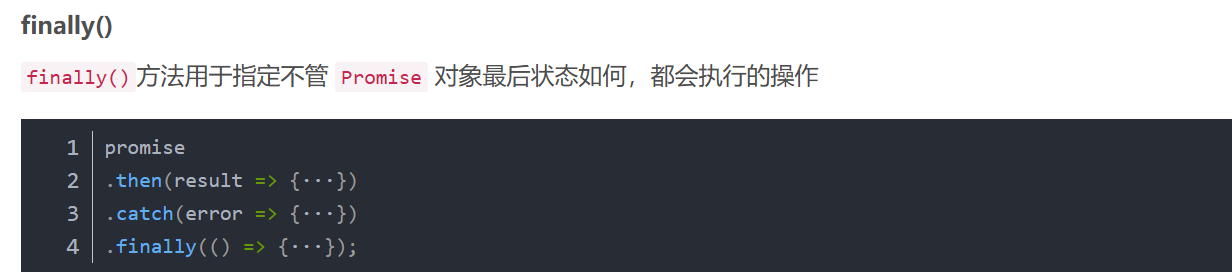 finally()
finally()方法用于指定不管 Promise 对象最后状态如何，都会执行的操作
1 promise
2 .then(result => {···})
3 .catch(error => {···})
4 .finally(() => {···});